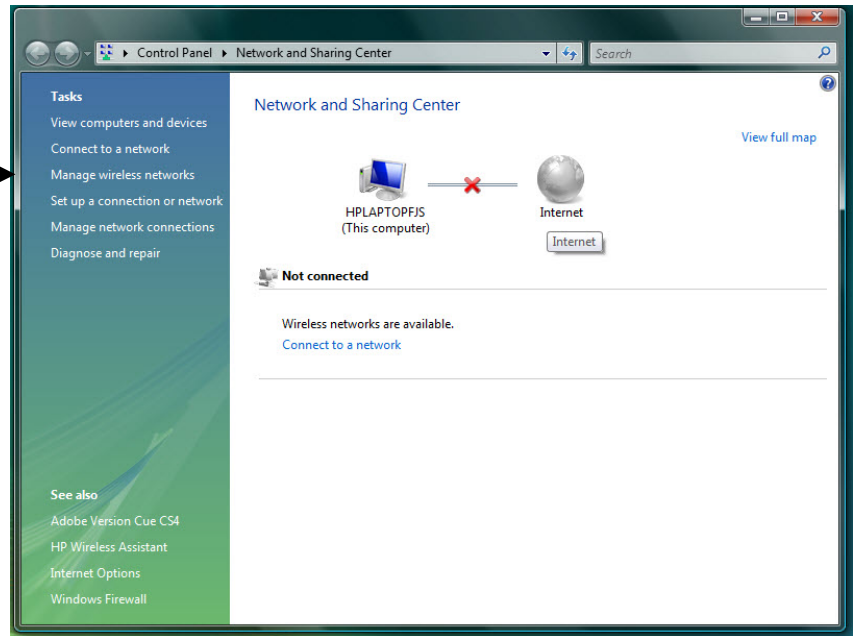 Control Panel Network and Sharing Center Search
Tasks
View computers and devices
Connect to a network
Manage wireless networks
Set up a connection or network
Manage network connections
Diagnose and repair
See also
Adobe Version Cue CS4
HP Wireless Assistant
Internet Options
Windows Firewall
Network and Sharing Center
View full map
HPLAPTOPFJS
(This computer)
Internet
Internet
Not connected
Wireless networks are available.
Connect to a network